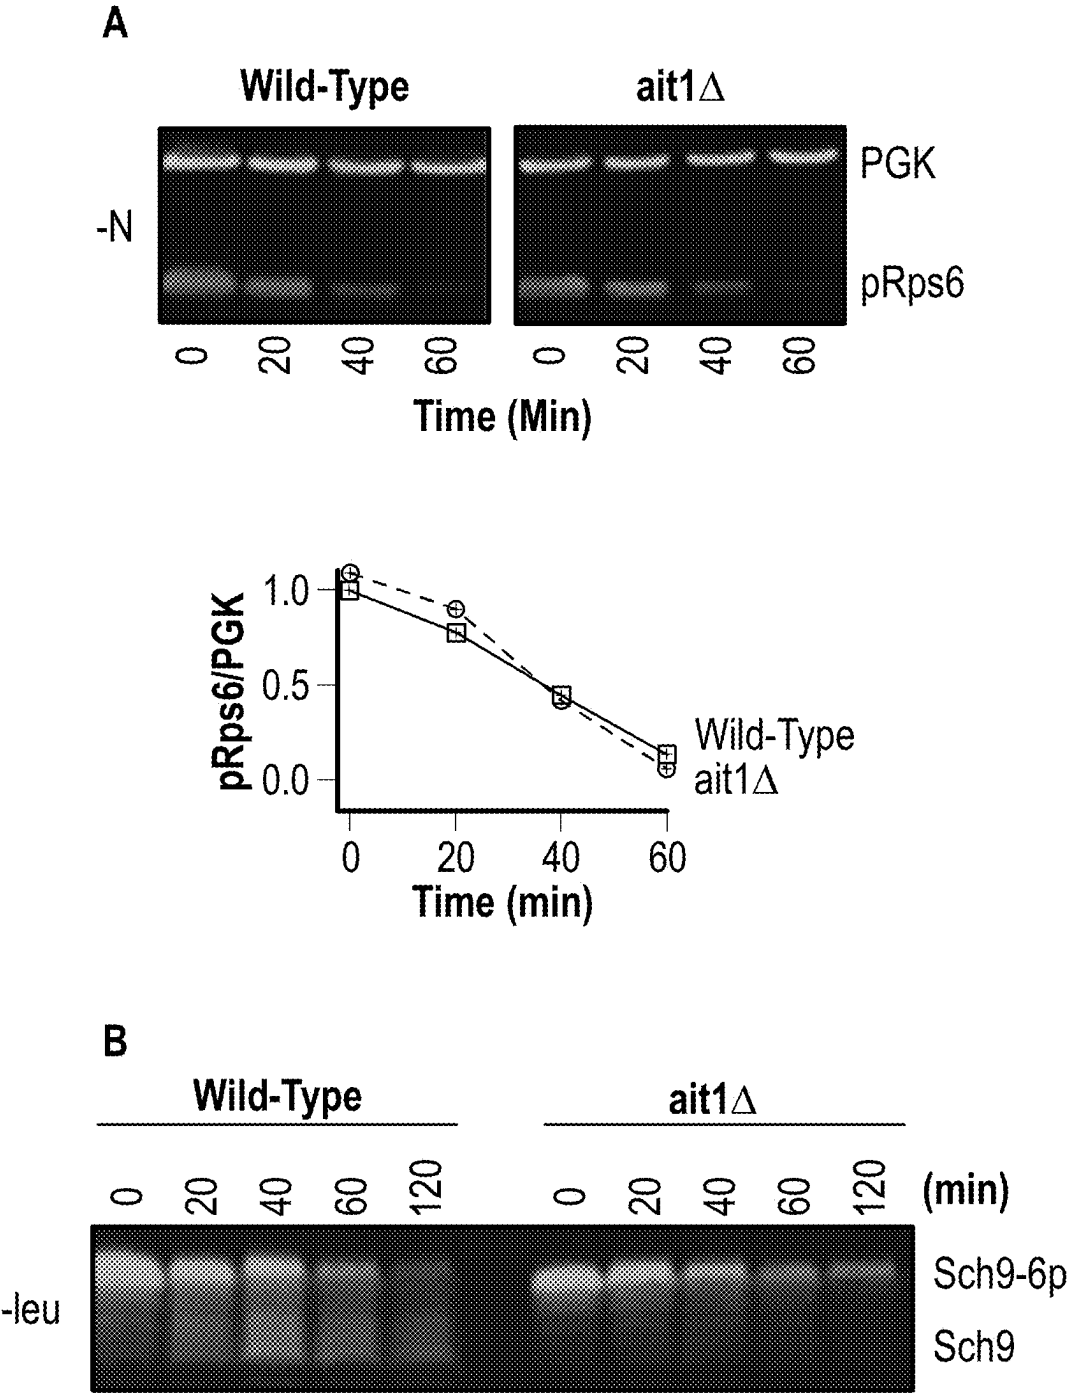 A
Wild-Type ait1Δ
PGK
-N
pRps6
0 20 40 60 0 20 40 60
Time (Min)
pRps6/PGK
1.0
0.5
0.0
Wild-Type
ait1Δ
0 20 40 60
Time (min)
B
Wild-Type ait1Δ
0 20 40 60 120 0 20 40 60 120 (min)
Sch9-6p
-leu
Sch9